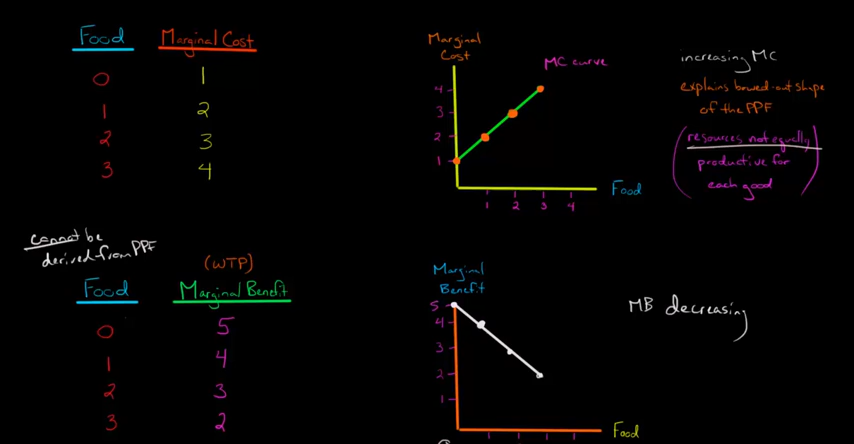 Food Marginal Cost
0 1
1 2
2 3
3 4
Marginal
Cost
MC curve
4
3
2
1
1 2 3 4
Food
increasing MC
explains bowed-out shape
of the PPF
(resources not equally
productive for
each good)
cannot be
derived from PPF
(WTP)
Food Marginal Benefit
0 5
1 4
2 3
3 2
Marginal
Benefit
5
4
3
2
1
Food
MB decreasing